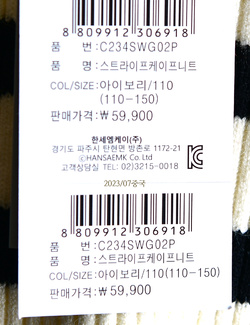 8 809912 306918
품 번 : C234SWG02P
품 명 : 스트라이프케이프니트
COL/SIZE : 아이보리/110
(110-150)
판매가격 : ₩ 59,900
한세엠케이(주)
경기도 파주시 탄현면 방촌로 1172-21
ⓒHANSAEMK Co. Ltd
고객상담실 TEL: 02)3215-0018
2023/07중국
8 809912 306918
품 번 : C234SWG02P
품 명 : 스트라이프케이프니트
COL/SIZE: 아이보리/110(110-150)
판매가격 : ₩ 59,900